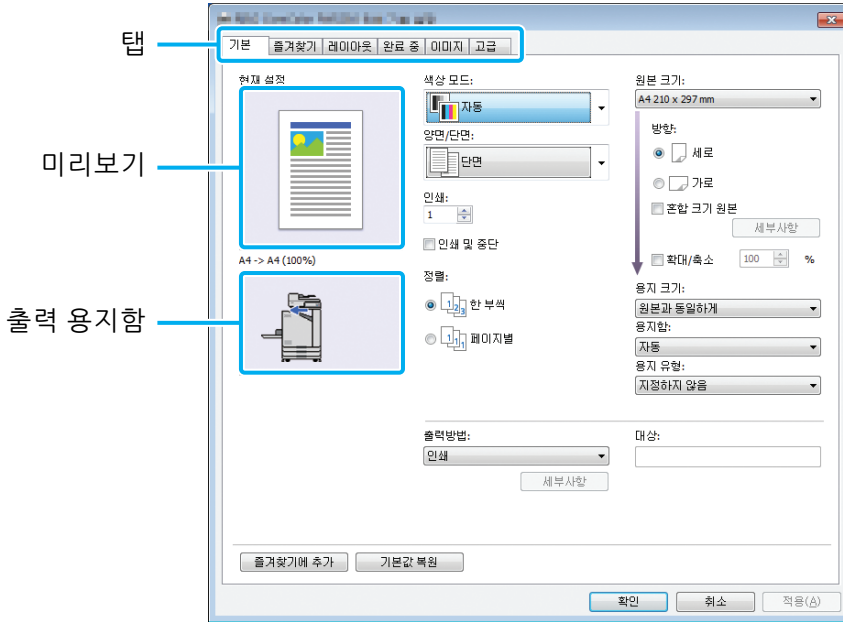 탭
미리보기
출력 용지함
기본 즐겨찾기 레이아웃 완료 중 이미지 고급
현재 설정
A4 -> A4 (100%)
색상 모드:
자동
양면/단면:
단면
인쇄:
1
인쇄 및 중단
정렬:
1 2 3 한 부씩
1 1 1 페이지별
원본 크기:
A4 210 x 297 mm
방향:
세로
가로
혼합 크기 원본
세부사항
확대/축소 100 %
용지 크기:
원본과 동일하게
용지함:
자동
용지 유형:
지정하지 않음
출력방법:
인쇄
세부사항
대상:
즐겨찾기에 추가 기본값 복원
확인 취소 적용(A)